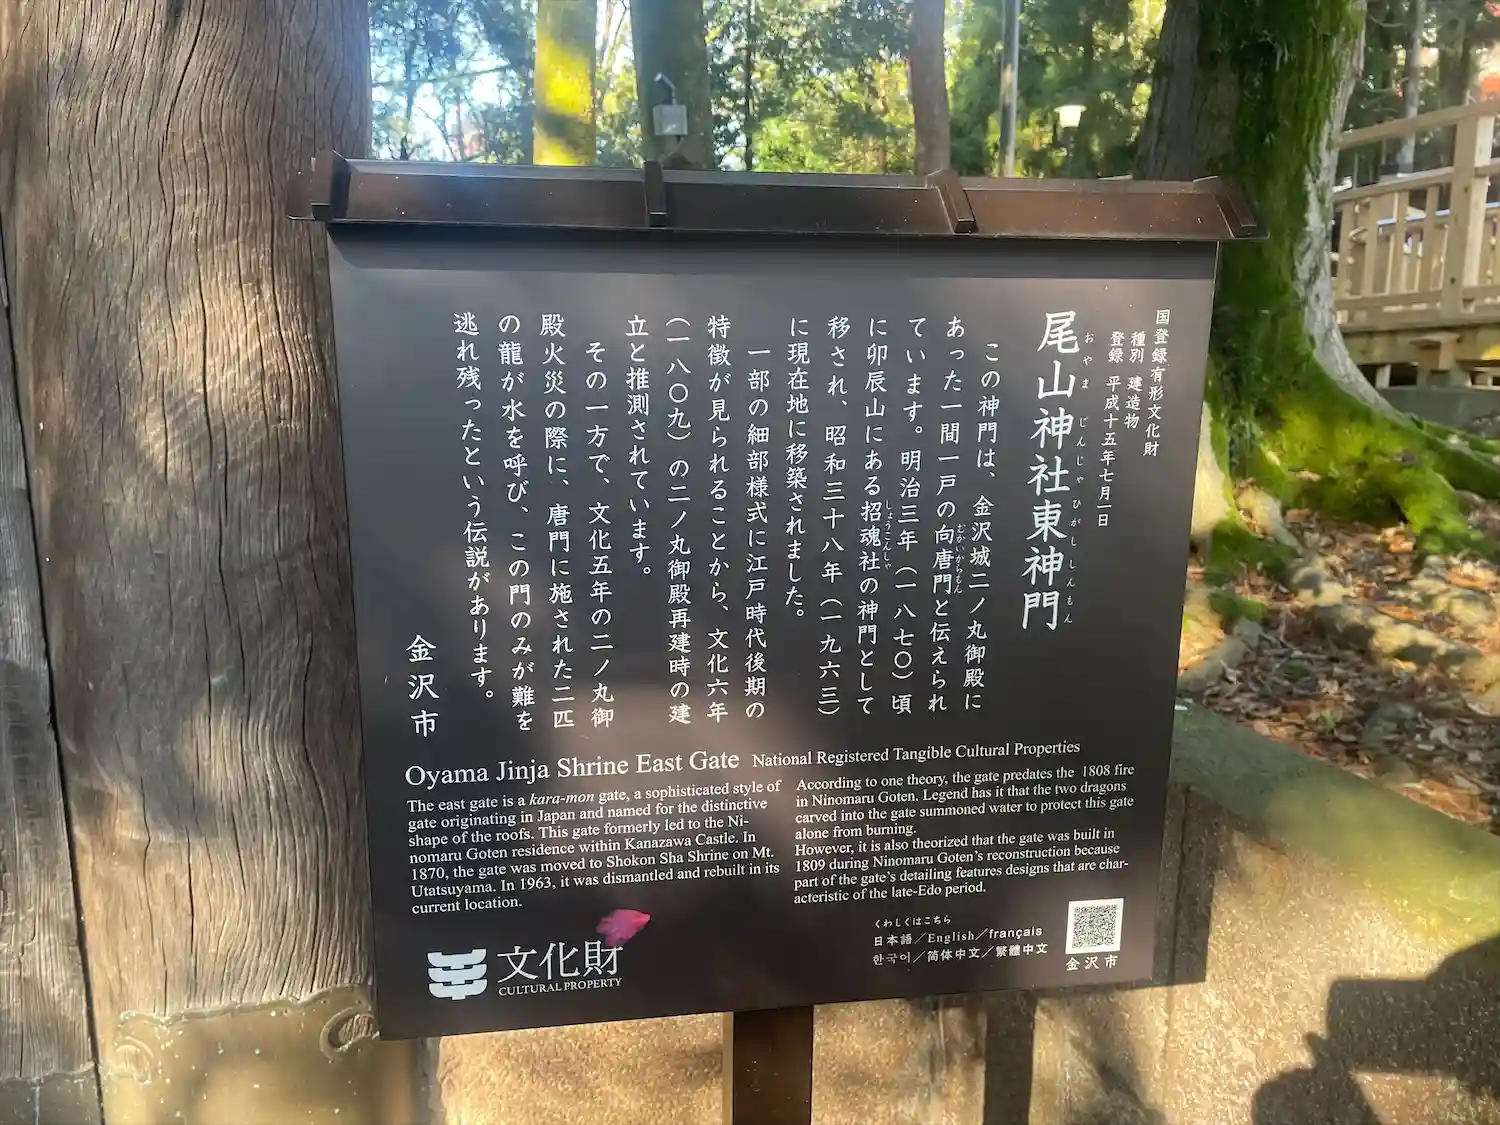 国登録有形文化財
種別 建造物
登録 平成十五年七月一日
尾山神社東神門
おやま じんじゃ ひがし しんもん
この神門は、金沢城二ノ丸御殿に
あった一間一戸の向唐門と伝えられ
むかいからもん
ています。明治三年（一八七〇）頃
に卯辰山にある招魂社の神門として
しょうこんしゃ
移され、昭和三十八年（一九六三）
に現在地に移築されました。
一部の細部様式に江戸時代後期の
特徴が見られることから、文化六年
（一八〇九）の二ノ丸御殿再建時の建
立と推測されています。
その一方で、文化五年の二ノ丸御
殿火災の際に、唐門に施された二匹
の龍が水を呼び、この門のみが難を
逃れ残ったという伝説があります。
金沢市
Oyama Jinja Shrine East Gate National Registered Tangible Cultural Properties
The east gate is a kara-mon gate, a sophisticated style of
gate originating in Japan and named for the distinctive
shape of the roofs. This gate formerly led to the Ni-
nomaru Goten residence within Kanazawa Castle. In
1870, the gate was moved to Shokon Sha Shrine on Mt.
Utatsuyama. In 1963, it was dismantled and rebuilt in its
current location.
According to one theory, the gate predates the 1808 fire
in Ninomaru Goten. Legend has it that the two dragons
carved into the gate summoned water to protect this gate
alone from burning.
However, it is also theorized that the gate was built in
1809 during Ninomaru Goten's reconstruction because
part of the gate's detailing features designs that are char-
acteristic of the late-Edo period.
文化財
CULTURAL PROPERTY
くわしくはこちら
日本語／English／français
한국어／简体中文／繁體中文
金沢市